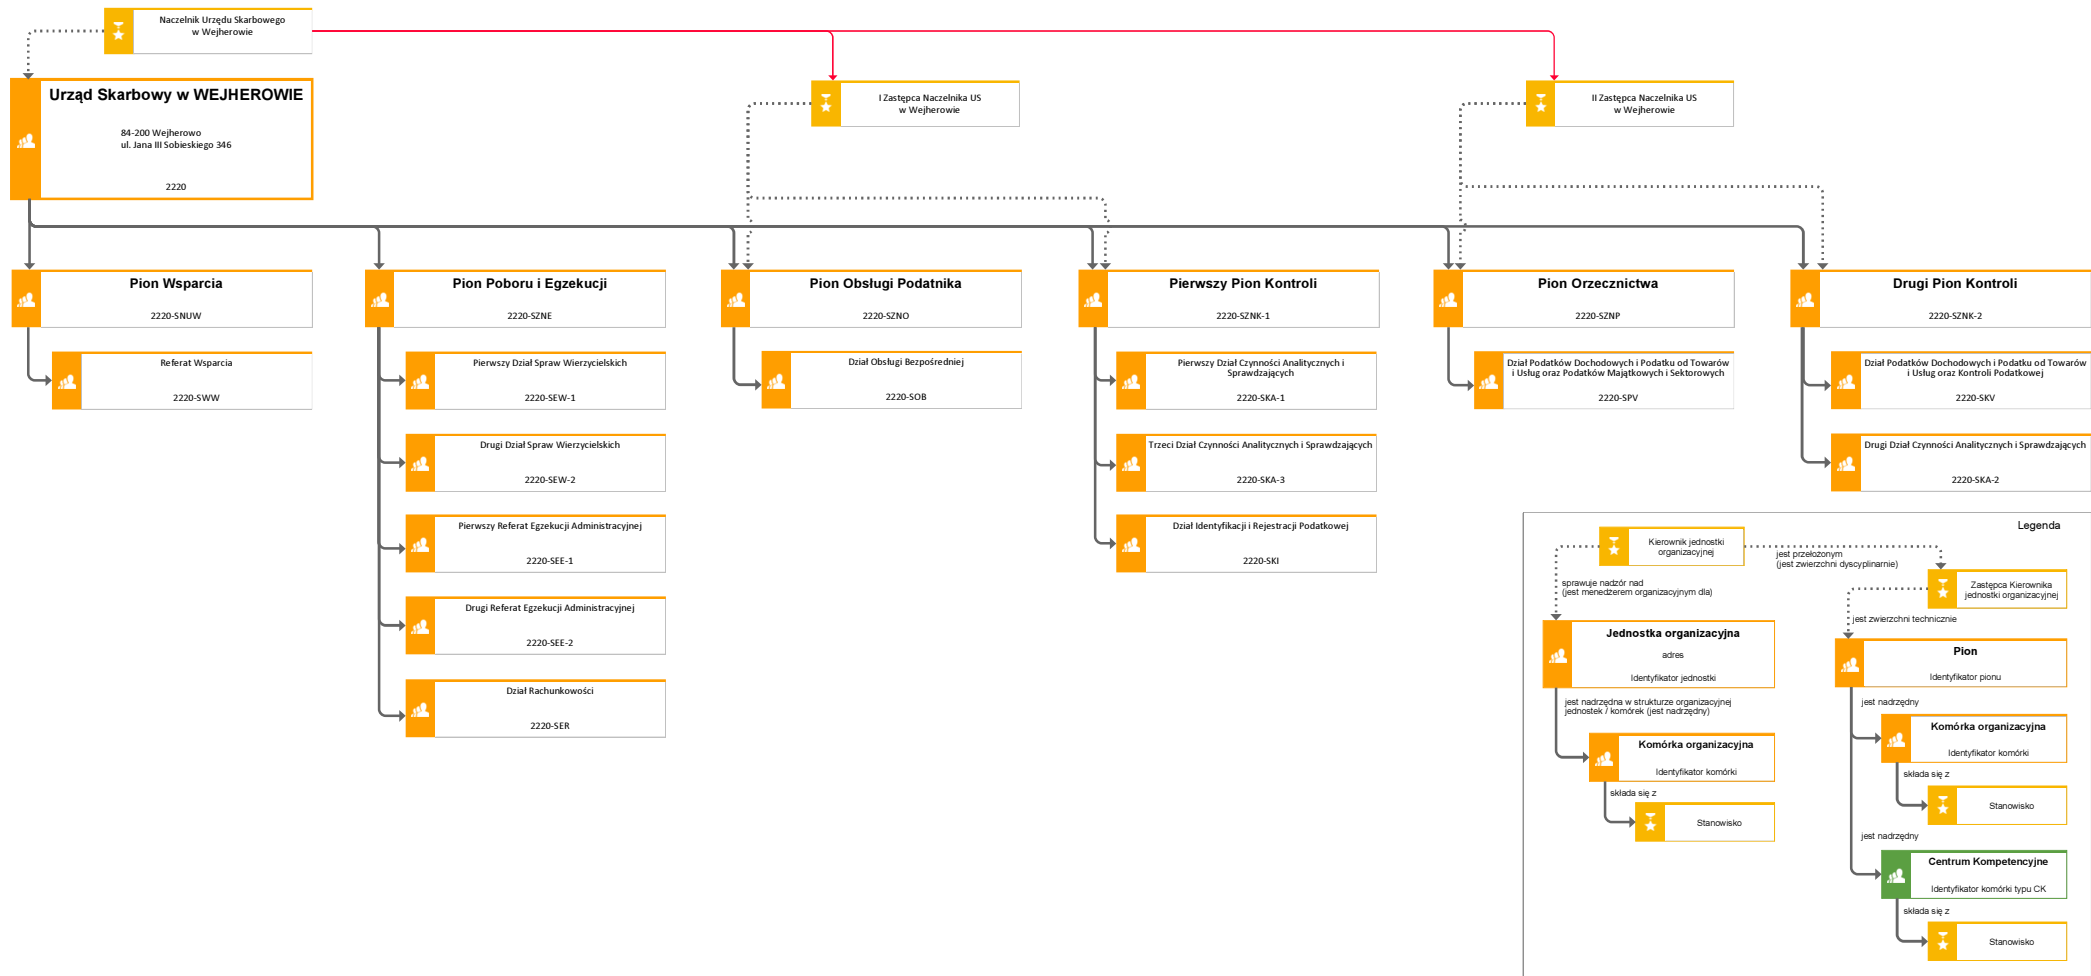 Naczelnik Urzędu Skarbowego
w Wejherowie
Urząd Skarbowy w WEJHEROWIE
84-200 Wejherowo
ul. Jana III Sobieskiego 346
2220
I Zastępca Naczelnika US
w Wejherowie
II Zastępca Naczelnika US
w Wejherowie
Pion Wsparcia
2220-SNUW
Referat Wsparcia
2220-SWW
Pion Poboru i Egzekucji
2220-SZNE
Pierwszy Dział Spraw Wierzycielskich
2220-SEW-1
Drugi Dział Spraw Wierzycielskich
2220-SEW-2
Pierwszy Referat Egzekucji Administracyjnej
2220-SEE-1
Drugi Referat Egzekucji Administracyjnej
2220-SEE-2
Dział Rachunkowości
2220-SER
Pion Obsługi Podatnika
2220-SZNO
Dział Obsługi Bezpośredniej
2220-SOB
Pierwszy Pion Kontroli
2220-SZNK-1
Pierwszy Dział Czynności Analitycznych i
Sprawdzających
2220-SKA-1
Trzeci Dział Czynności Analitycznych i Sprawdzających
2220-SKA-3
Dział Identyfikacji i Rejestracji Podatkowej
2220-SKI
Pion Orzecznictwa
2220-SZNP
Dział Podatków Dochodowych i Podatku od Towarów
i Usług oraz Podatków Majątkowych i Sektorowych
2220-SPV
Drugi Pion Kontroli
2220-SZNK-2
Dział Podatków Dochodowych i Podatku od Towarów
i Usług oraz Kontroli Podatkowej
2220-SKV
Drugi Dział Czynności Analitycznych i Sprawdzających
2220-SKA-2
Legenda
Kierownik jednostki
organizacyjnej
jest przełożonym
(jest zwierzchni dyscyplinarnie)
sprawuje nadzór nad
(jest menedżerem organizacyjnym dla)
Zastępca Kierownika
jednostki organizacyjnej
jest zwierzchni technicznie
Jednostka organizacyjna
adres
Identyfikator jednostki
jest nadrzędna w strukturze organizacyjnej
jednostek / komórek (jest nadrzędny)
Komórka organizacyjna
Identyfikator komórki
składa się z
Stanowisko
Pion
Identyfikator pionu
jest nadrzędny
Komórka organizacyjna
Identyfikator komórki
składa się z
Stanowisko
jest nadrzędny
Centrum Kompetencyjne
Identyfikator komórki typu CK
składa się z
Stanowisko